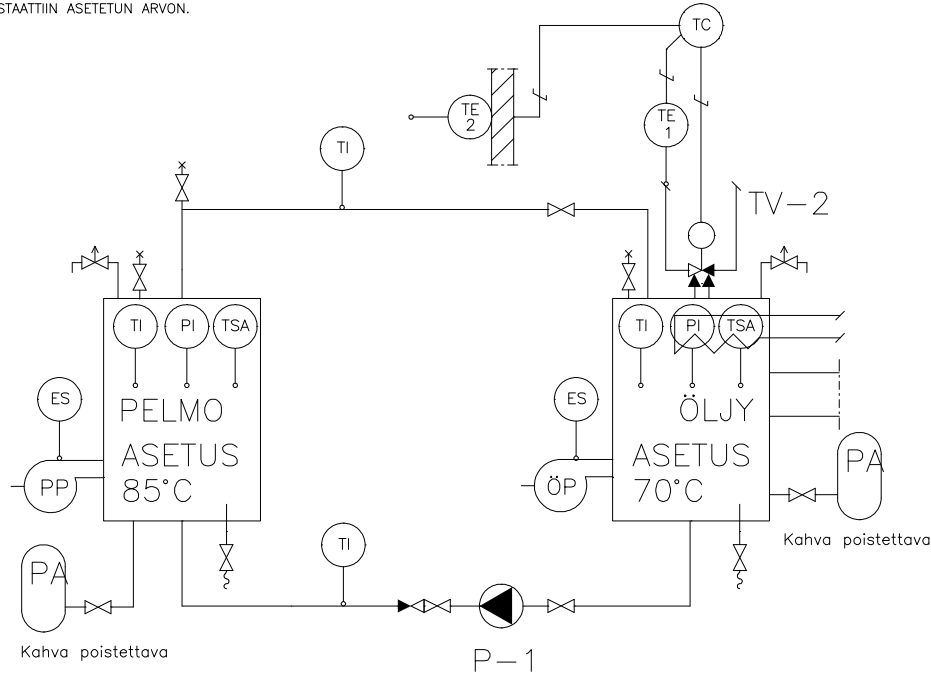 STAATTIIN ASETETUN ARVON.
TC
TE
2
TE
1
TI
TV-2
TI
PI
TSA
TI
PI
TSA
ES
PELMO
ASETUS
85°C
PP
ES
ÖLJY
ASETUS
70°C
ÖP
PA
Kahva poistettava
TI
PA
Kahva poistettava
P-1